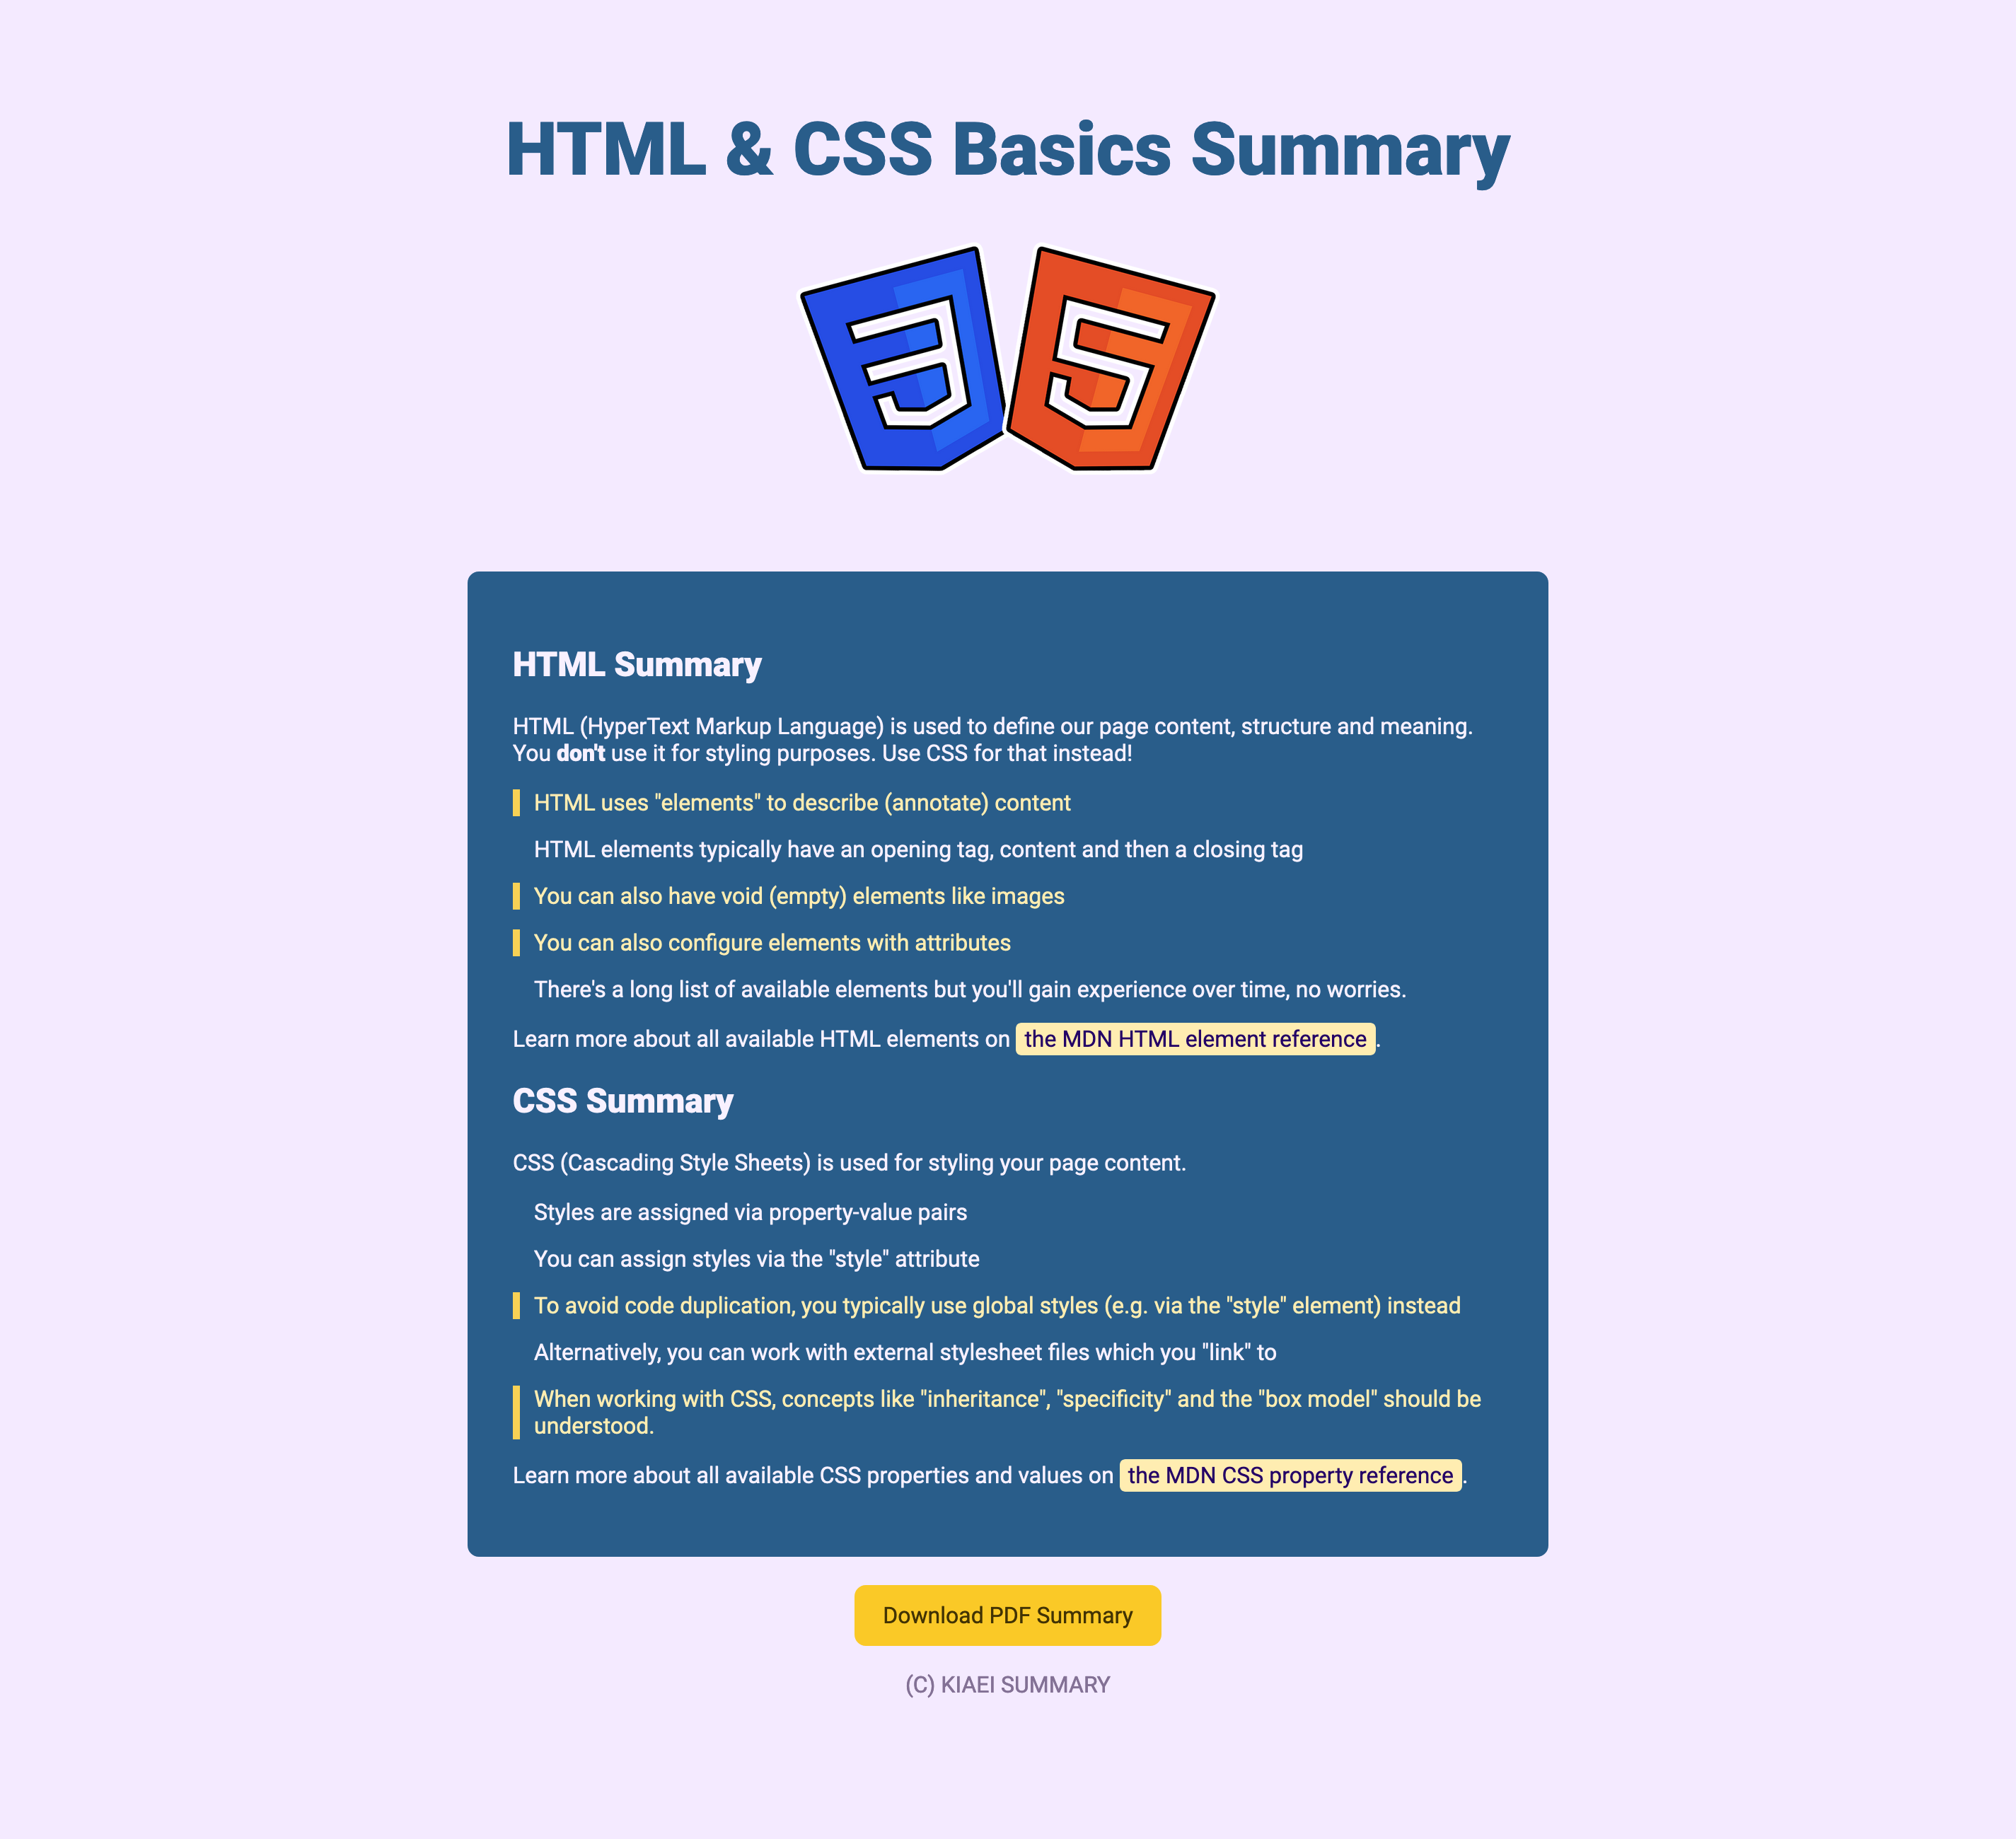 HTML & CSS Basics Summary
HTML Summary
HTML (HyperText Markup Language) is used to define our page content, structure and meaning.
You don't use it for styling purposes. Use CSS for that instead!
HTML uses "elements" to describe (annotate) content
HTML elements typically have an opening tag, content and then a closing tag
You can also have void (empty) elements like images
You can also configure elements with attributes
There's a long list of available elements but you'll gain experience over time, no worries.
Learn more about all available HTML elements on the MDN HTML element reference.
CSS Summary
CSS (Cascading Style Sheets) is used for styling your page content.
Styles are assigned via property-value pairs
You can assign styles via the "style" attribute
To avoid code duplication, you typically use global styles (e.g. via the "style" element) instead
Alternatively, you can work with external stylesheet files which you "link" to
When working with CSS, concepts like "inheritance", "specificity" and the "box model" should be
understood.
Learn more about all available CSS properties and values on the MDN CSS property reference.
Download PDF Summary
(C) KIAEI SUMMARY